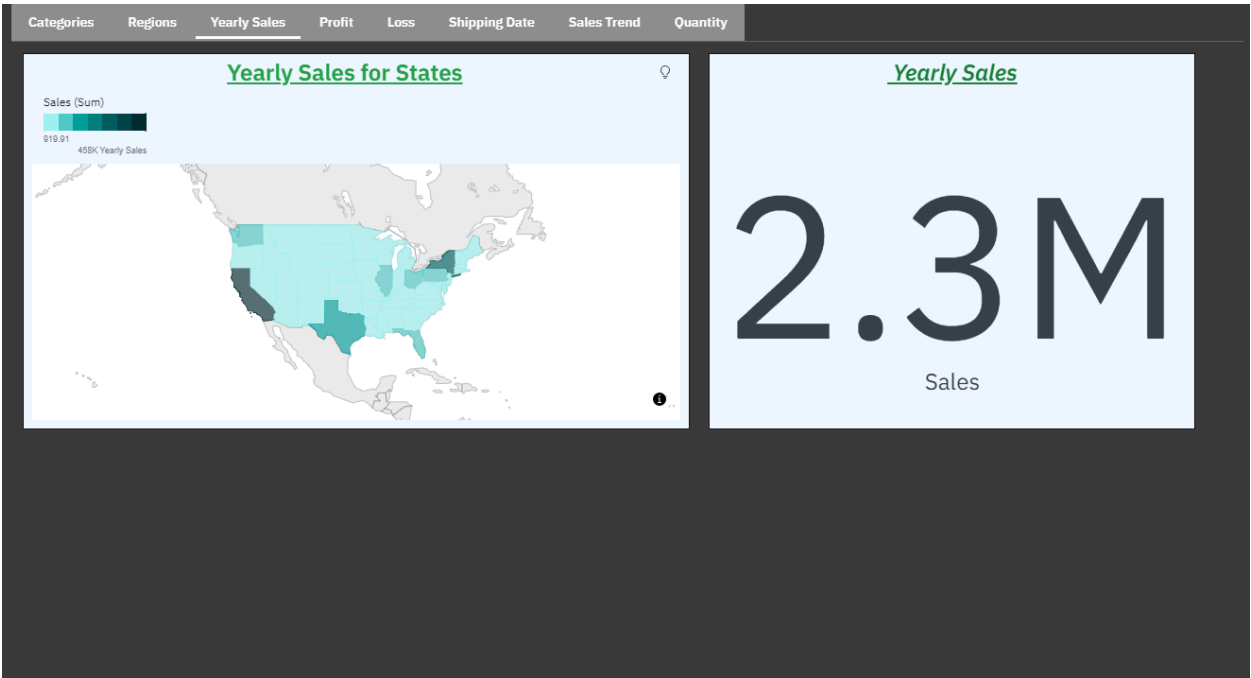 Categories Regions Yearly Sales Profit Loss Shipping Date Sales Trend Quantity
Yearly Sales for States
Sales (Sum)
919.91
458K Yearly Sales
Yearly Sales
2.3M
Sales